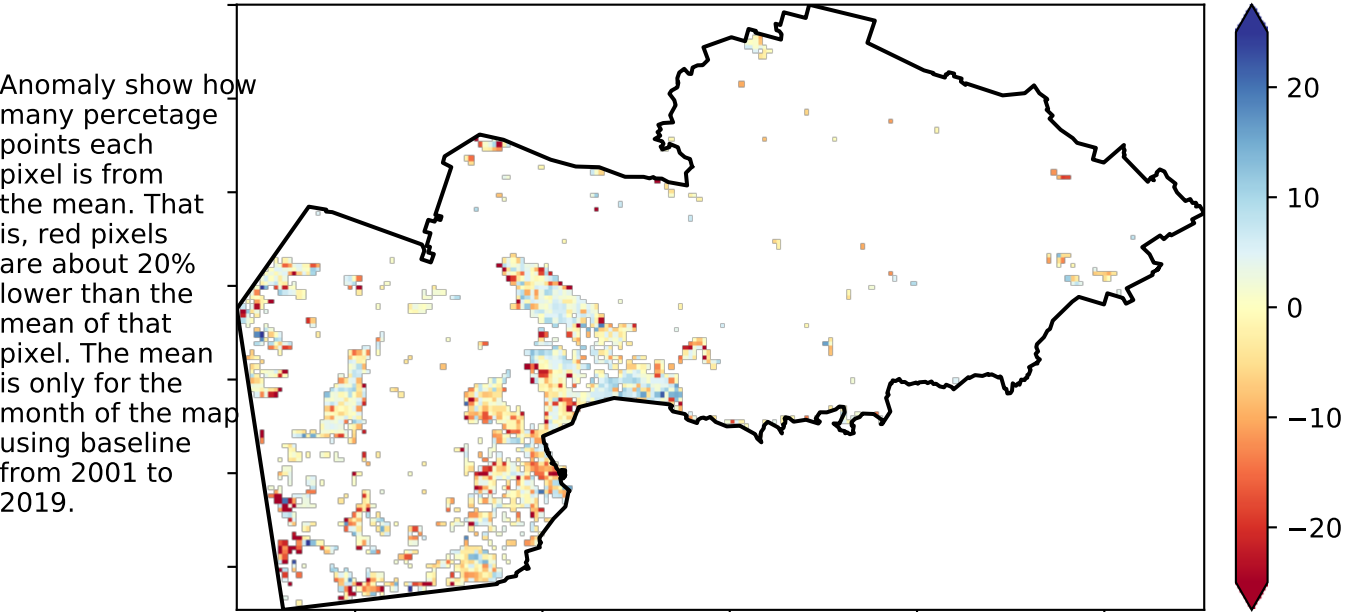 Anomaly show how
many percetage
points each
pixel is from
the mean. That
is, red pixels
are about 20%
lower than the
mean of that
pixel. The mean
is only for the
month of the map
using baseline
from 2001 to
2019.
20
10
0
−10
−20